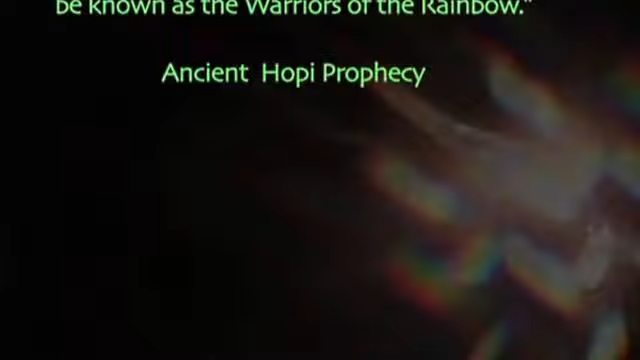 be known as the Warriors of the Rainbow."
Ancient Hopi Prophecy